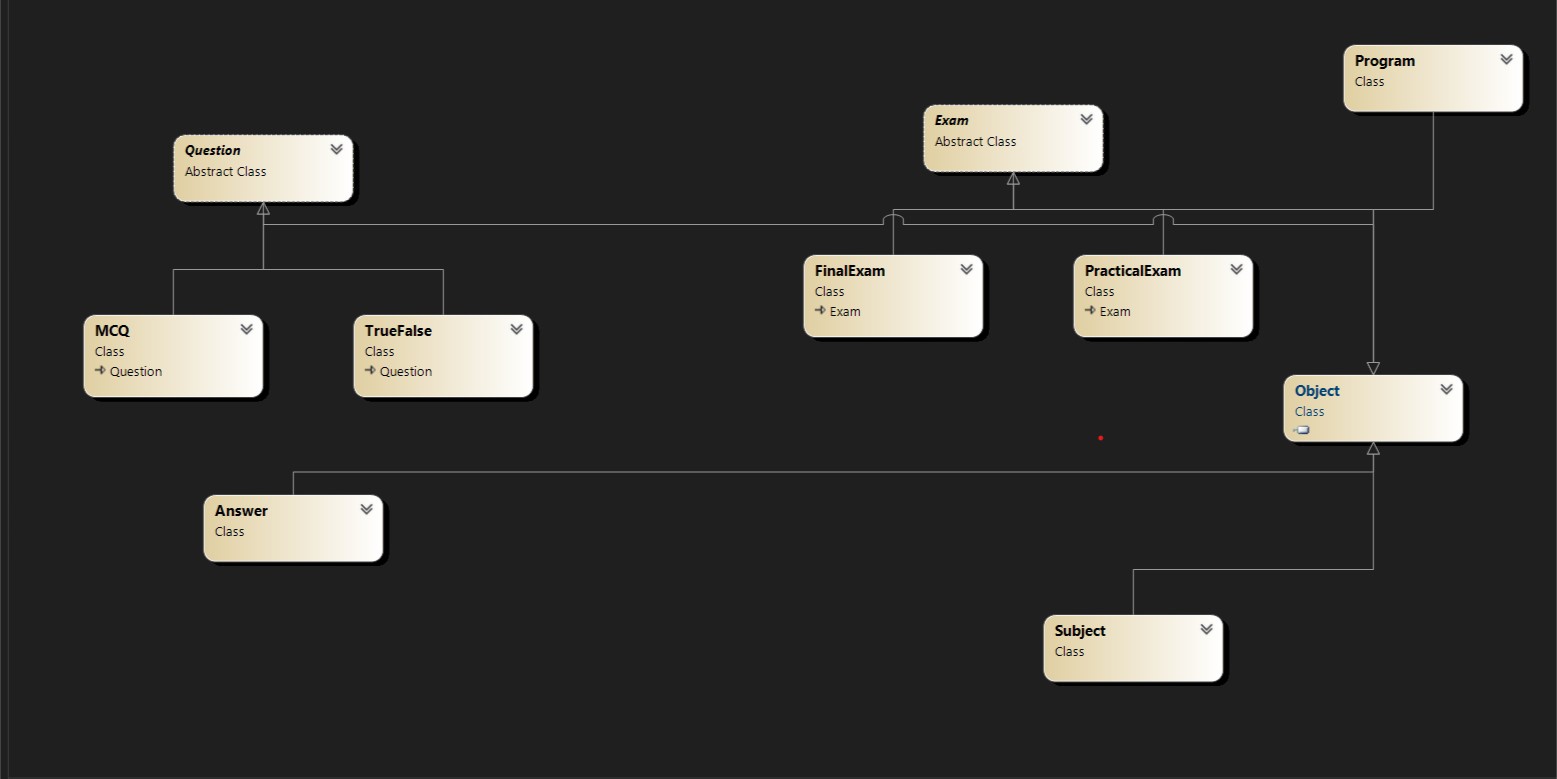 Program
Class
Exam
Abstract Class
Question
Abstract Class
FinalExam
Class
Exam
PracticalExam
Class
Exam
MCQ
Class
Question
TrueFalse
Class
Question
Object
Class
Answer
Class
Subject
Class